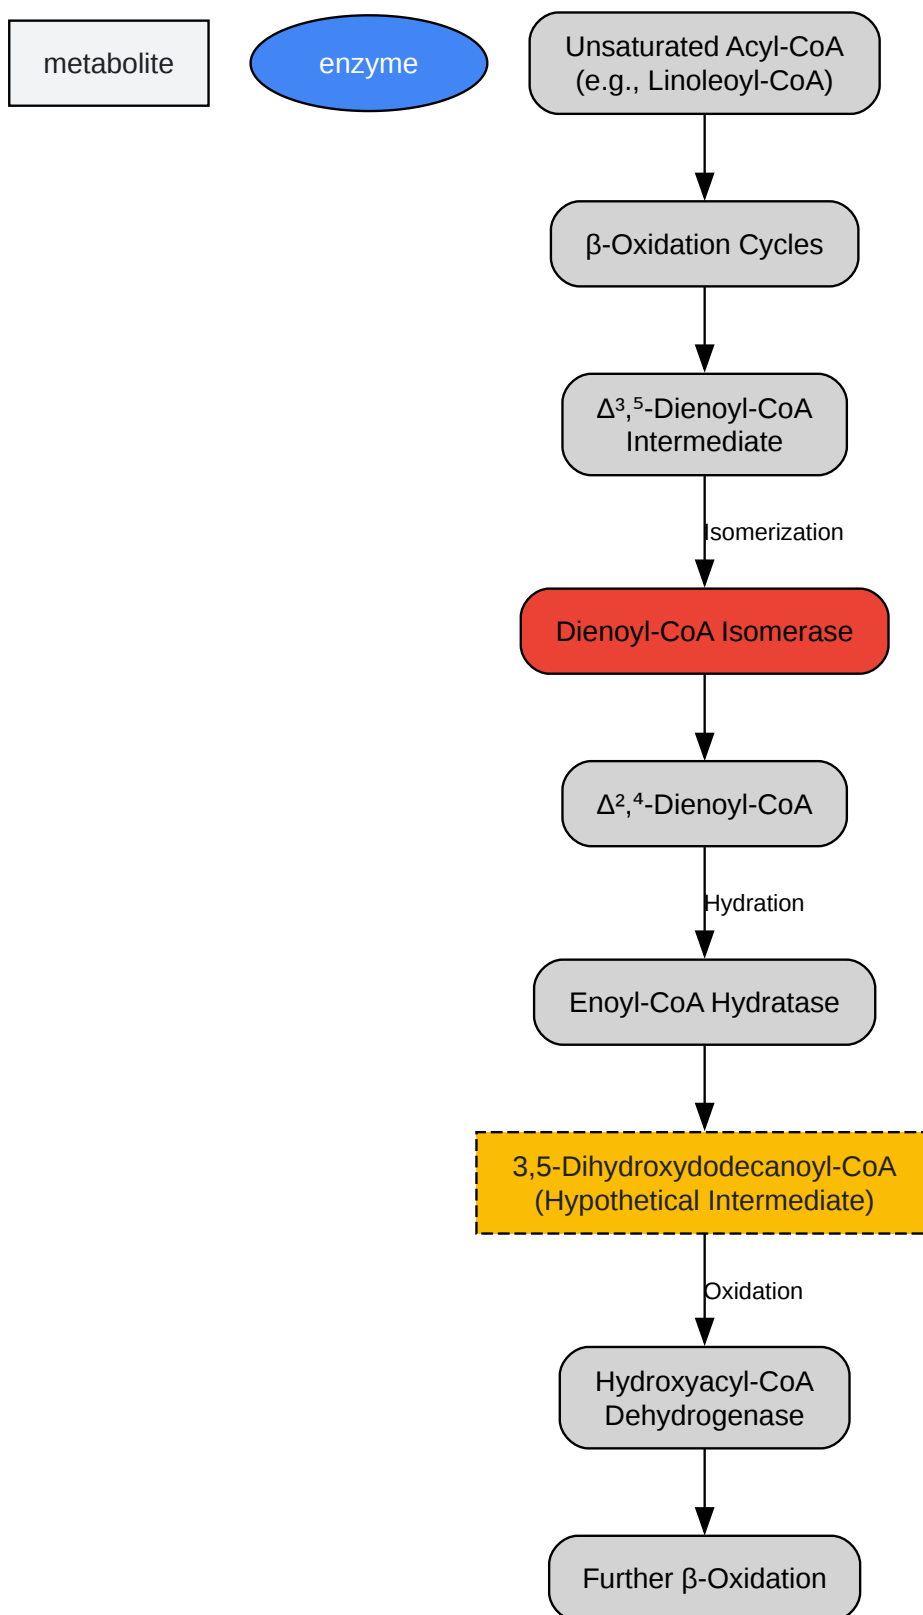 metabolite
enzyme
Unsaturated Acyl-CoA
(e.g., Linoleoyl-CoA)
β-Oxidation Cycles
Δ³,⁵-Dienoyl-CoA
Intermediate
Isomerization
Dienoyl-CoA Isomerase
Δ²,⁴-Dienoyl-CoA
Hydration
Enoyl-CoA Hydratase
3,5-Dihydroxydodecanoyl-CoA
(Hypothetical Intermediate)
Oxidation
Hydroxyacyl-CoA
Dehydrogenase
Further β-Oxidation